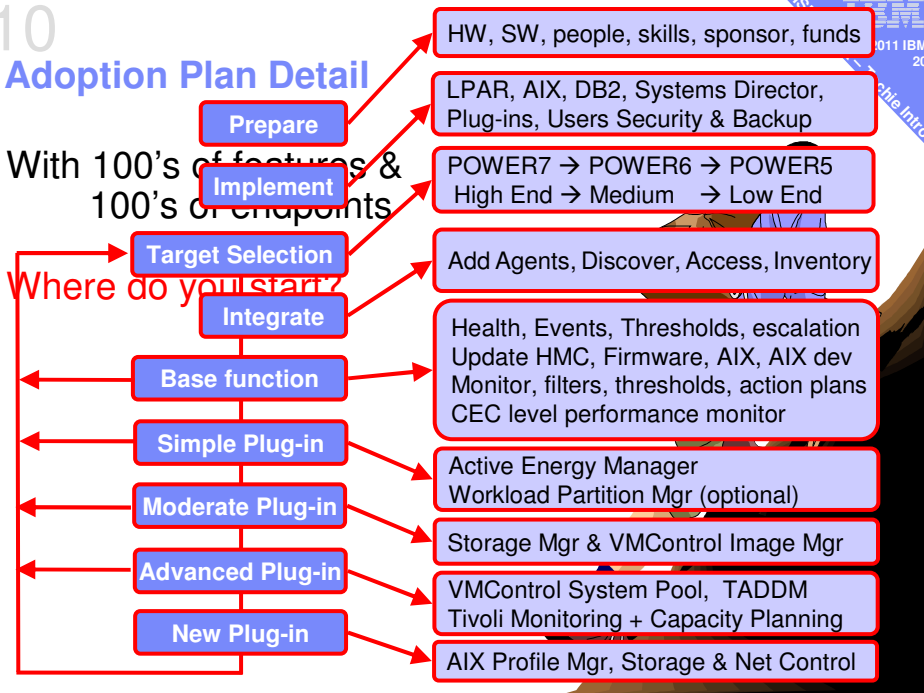 10
Adoption Plan Detail
With 100's of features &
100's of endpoints
Where do you start?
Prepare
HW, SW, people, skills, sponsor, funds
Implement
LPAR, AIX, DB2, Systems Director,
Plug-ins, Users Security & Backup
Target Selection
POWER7 → POWER6 → POWER5
High End → Medium → Low End
Integrate
Add Agents, Discover, Access, Inventory
Base function
Health, Events, Thresholds, escalation
Update HMC, Firmware, AIX, AIX dev
Monitor, filters, thresholds, action plans
CEC level performance monitor
Simple Plug-in
Active Energy Manager
Workload Partition Mgr (optional)
Moderate Plug-in
Storage Mgr & VMControl Image Mgr
Advanced Plug-in
VMControl System Pool, TADDM
Tivoli Monitoring + Capacity Planning
New Plug-in
AIX Profile Mgr, Storage & Net Control
IBM
2011 IBM